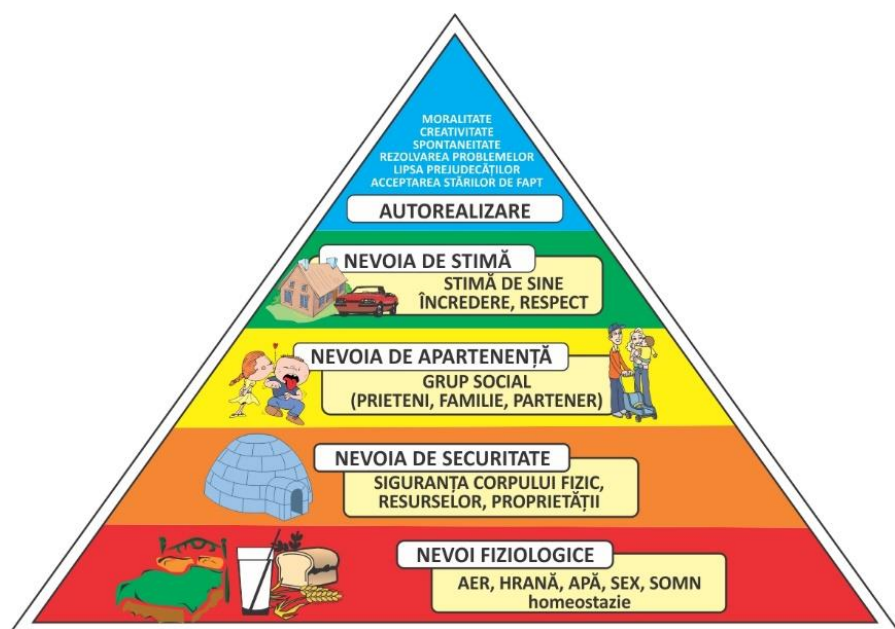 MORALITATE
CREATIVITATE
SPONTANEITATE
REZOLVAREA PROBLEMELOR
LIPSA PREJUDECĂȚILOR
ACCEPTAREA STĂRILOR DE FAPT
AUTOREALIZARE
NEVOIA DE STIMĂ
STIMĂ DE SINE
ÎNCREDERE, RESPECT
NEVOIA DE APARTENENȚĂ
GRUP SOCIAL
(PRIETENI, FAMILIE, PARTENER)
NEVOIA DE SECURITATE
SIGURANȚA CORPULUI FIZIC,
RESURSELOR, PROPRIETĂȚII
NEVOI FIZIOLOGICE
AER, HRANĂ, APĂ, SEX, SOMN
homeostazie